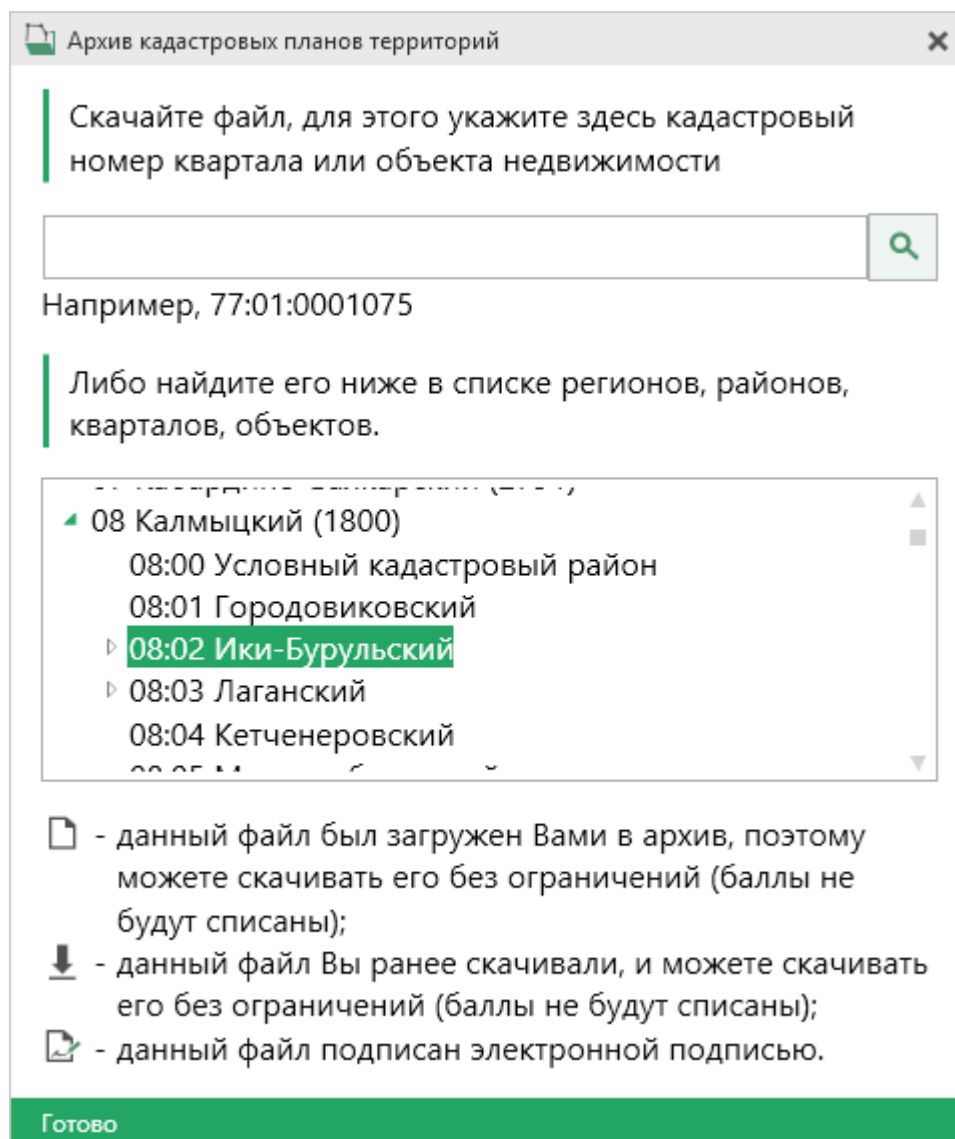 Архив кадастровых планов территорий
Скачайте файл, для этого укажите здесь кадастровый
номер квартала или объекта недвижимости
Например, 77:01:0001075
Либо найдите его ниже в списке регионов, районов,
кварталов, объектов.
08 Калмыцкий (1800)
08:00 Условный кадастровый район
08:01 Городовиковский
08:02 Ики-Бурульский
08:03 Лаганский
08:04 Кетченеровский
- данный файл был загружен Вами в архив, поэтому
можете скачивать его без ограничений (баллы не
будут списаны);
- данный файл Вы ранее скачивали, и можете скачивать
его без ограничений (баллы не будут списаны);
- данный файл подписан электронной подписью.
Готово